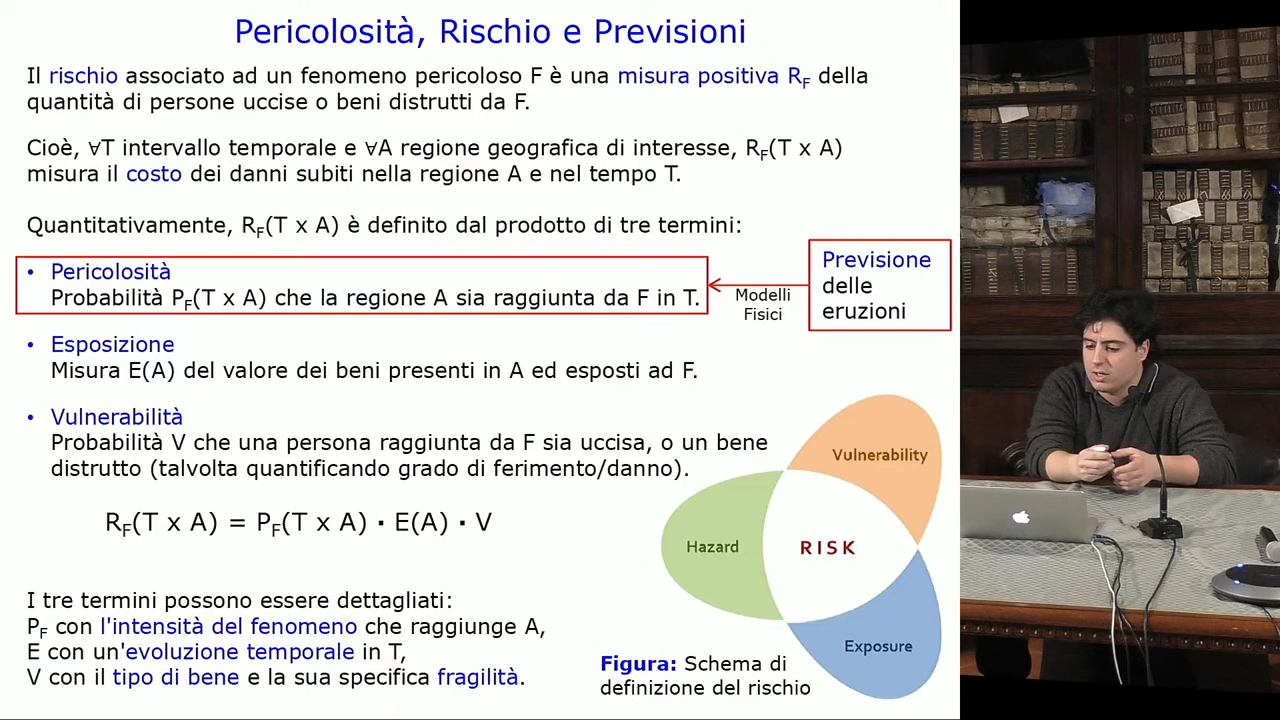 Pericolosità, Rischio e Previsioni
Il rischio associato ad un fenomeno pericoloso F è una misura positiva R_F della
quantità di persone uccise o beni distrutti da F.
Cioè, ∀T intervallo temporale e ∀A regione geografica di interesse, R_F(T x A)
misura il costo dei danni subiti nella regione A e nel tempo T.
Quantitativamente, R_F(T x A) è definito dal prodotto di tre termini:
• Pericolosità
Probabilità P_F(T x A) che la regione A sia raggiunta da F in T.
Modelli
Fisici
Previsione
delle
eruzioni
• Esposizione
Misura E(A) del valore dei beni presenti in A ed esposti ad F.
• Vulnerabilità
Probabilità V che una persona raggiunta da F sia uccisa, o un bene
distrutto (talvolta quantificando grado di ferimento/danno).
R_F(T x A) = P_F(T x A) · E(A) · V
Vulnerability
Hazard
RISK
Exposure
I tre termini possono essere dettagliati:
P_F con l'intensità del fenomeno che raggiunge A,
E con un'evoluzione temporale in T,
V con il tipo di bene e la sua specifica fragilità.
Figura: Schema di
definizione del rischio